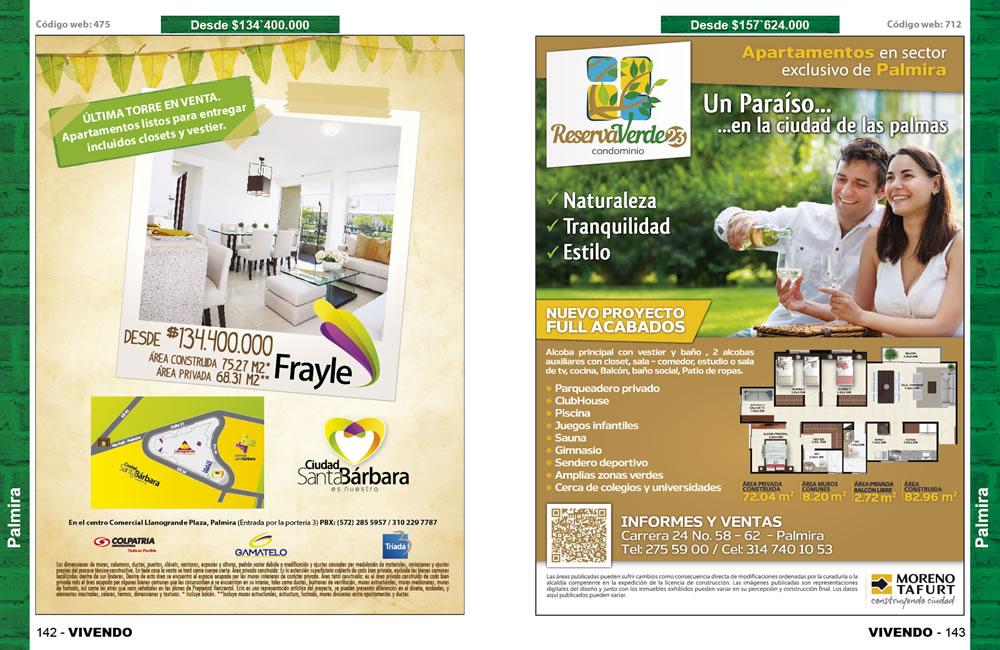 Código web: 475
Desde $134`400.000
ÚLTIMA TORRE EN VENTA.
Apartamentos listos para entregar
incluidos closets y vestier.
DESDE $134.400.000
ÁREA CONSTRUIDA 75.27 M2*
ÁREA PRIVADA 68.31 M2**
Frayle
Calle 31
Vía Cali - Palmira
Llanogrande
Ciudad
SantaBárbara
Ciudad
SantaBárbara
es nuestra
En el centro Comercial Llanogrande Plaza, Palmira (Entrada por la portería 3) PBX: (572) 285 5957 / 310 229 7787
COLPATRIA
CONSTRUCTORA
GAMATELO
Tríada
Palmira
142 - VIVENDO
Desde $157`624.000
Código web: 712
Apartamentos en sector
exclusivo de Palmira
ReservaVerde23
condominio
Un Paraíso...
...en la ciudad de las palmas
✓ Naturaleza
✓ Tranquilidad
✓ Estilo
NUEVO PROYECTO
FULL ACABADOS
Alcoba principal con vestier y baño , 2 alcobas
auxiliares con closet, sala – comedor, estudio o sala
de tv, cocina, Balcón, baño social, Patio de ropas.
• Parqueadero privado
• ClubHouse
• Piscina
• Juegos infantiles
• Sauna
• Gimnasio
• Sendero deportivo
• Amplias zonas verdes
• Cerca de colegios y universidades
ÁREA PRIVADA CONSTRUIDA 72.04 m²
ÁREA MUROS COMUNES 8.20 m²
ÁREA PRIVADA BALCÓN LIBRE 2.72 m²
ÁREA CONSTRUIDA 82.96 m²
INFORMES Y VENTAS
Carrera 24 No. 58 – 62 - Palmira
Tel: 275 59 00 / Cel: 314 740 10 53
Las áreas publicadas pueden sufrir cambios como consecuencia directa de modificaciones ordenadas por la curaduría o la
alcaldía competente en la expedición de la licencia de construcción. Las imágenes publicadas son representaciones
digitales del diseño y junto con los inmuebles exhibidos pueden variar en su percepción y construcción final. Los datos
aquí publicados pueden variar.
MORENO
TAFURT
construyendo ciudad
Palmira
VIVENDO - 143